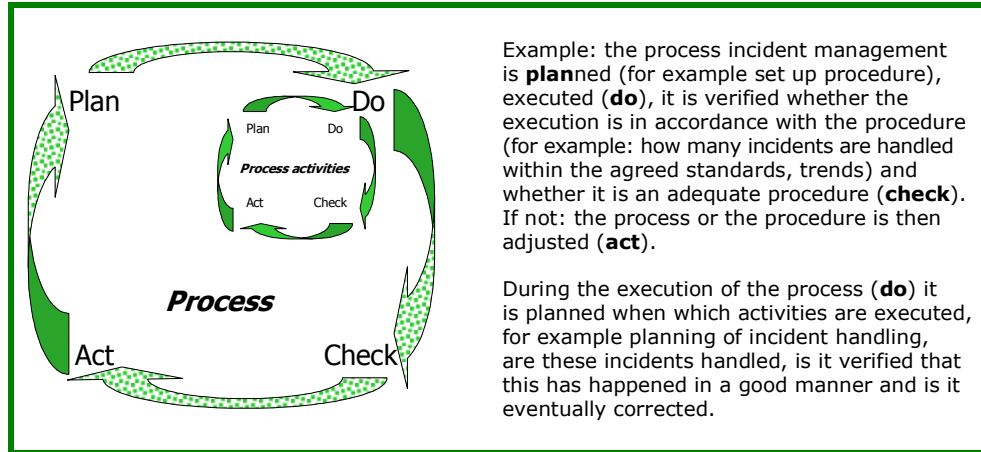 Plan
Do
Plan
Do
Process activities
Act
Check
Process
Act
Check
Example: the process incident management
is planned (for example set up procedure),
executed (do), it is verified whether the
execution is in accordance with the procedure
(for example: how many incidents are handled
within the agreed standards, trends) and
whether it is an adequate procedure (check).
If not: the process or the procedure is then
adjusted (act).
During the execution of the process (do) it
is planned when which activities are executed,
for example planning of incident handling,
are these incidents handled, is it verified that
this has happened in a good manner and is it
eventually corrected.